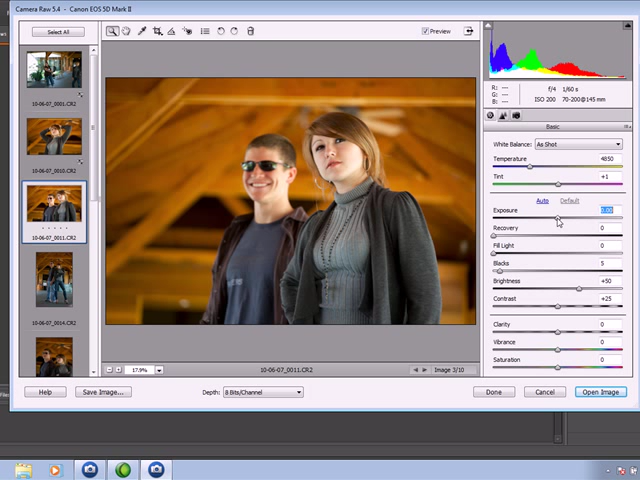 Camera Raw 5.4 - Canon EOS 5D Mark II
Select All
Preview
10-06-07_0001.CR2
10-06-07_0010.CR2
10-06-07_0011.CR2
10-06-07_0014.CR2
R: ---
G: ---
B: ---
f/4 1/60 s
ISO 200 70-200@145 mm
Basic
White Balance: As Shot
Temperature 4850
Tint +1
Auto Default
Exposure 0.00
Recovery 0
Fill Light 0
Blacks 5
Brightness +50
Contrast +25
Clarity 0
Vibrance 0
Saturation 0
17.9% 10-06-07_0011.CR2 Image 3/10
Help Save Image... Depth: 8 Bits/Channel Done Cancel Open Image
Files